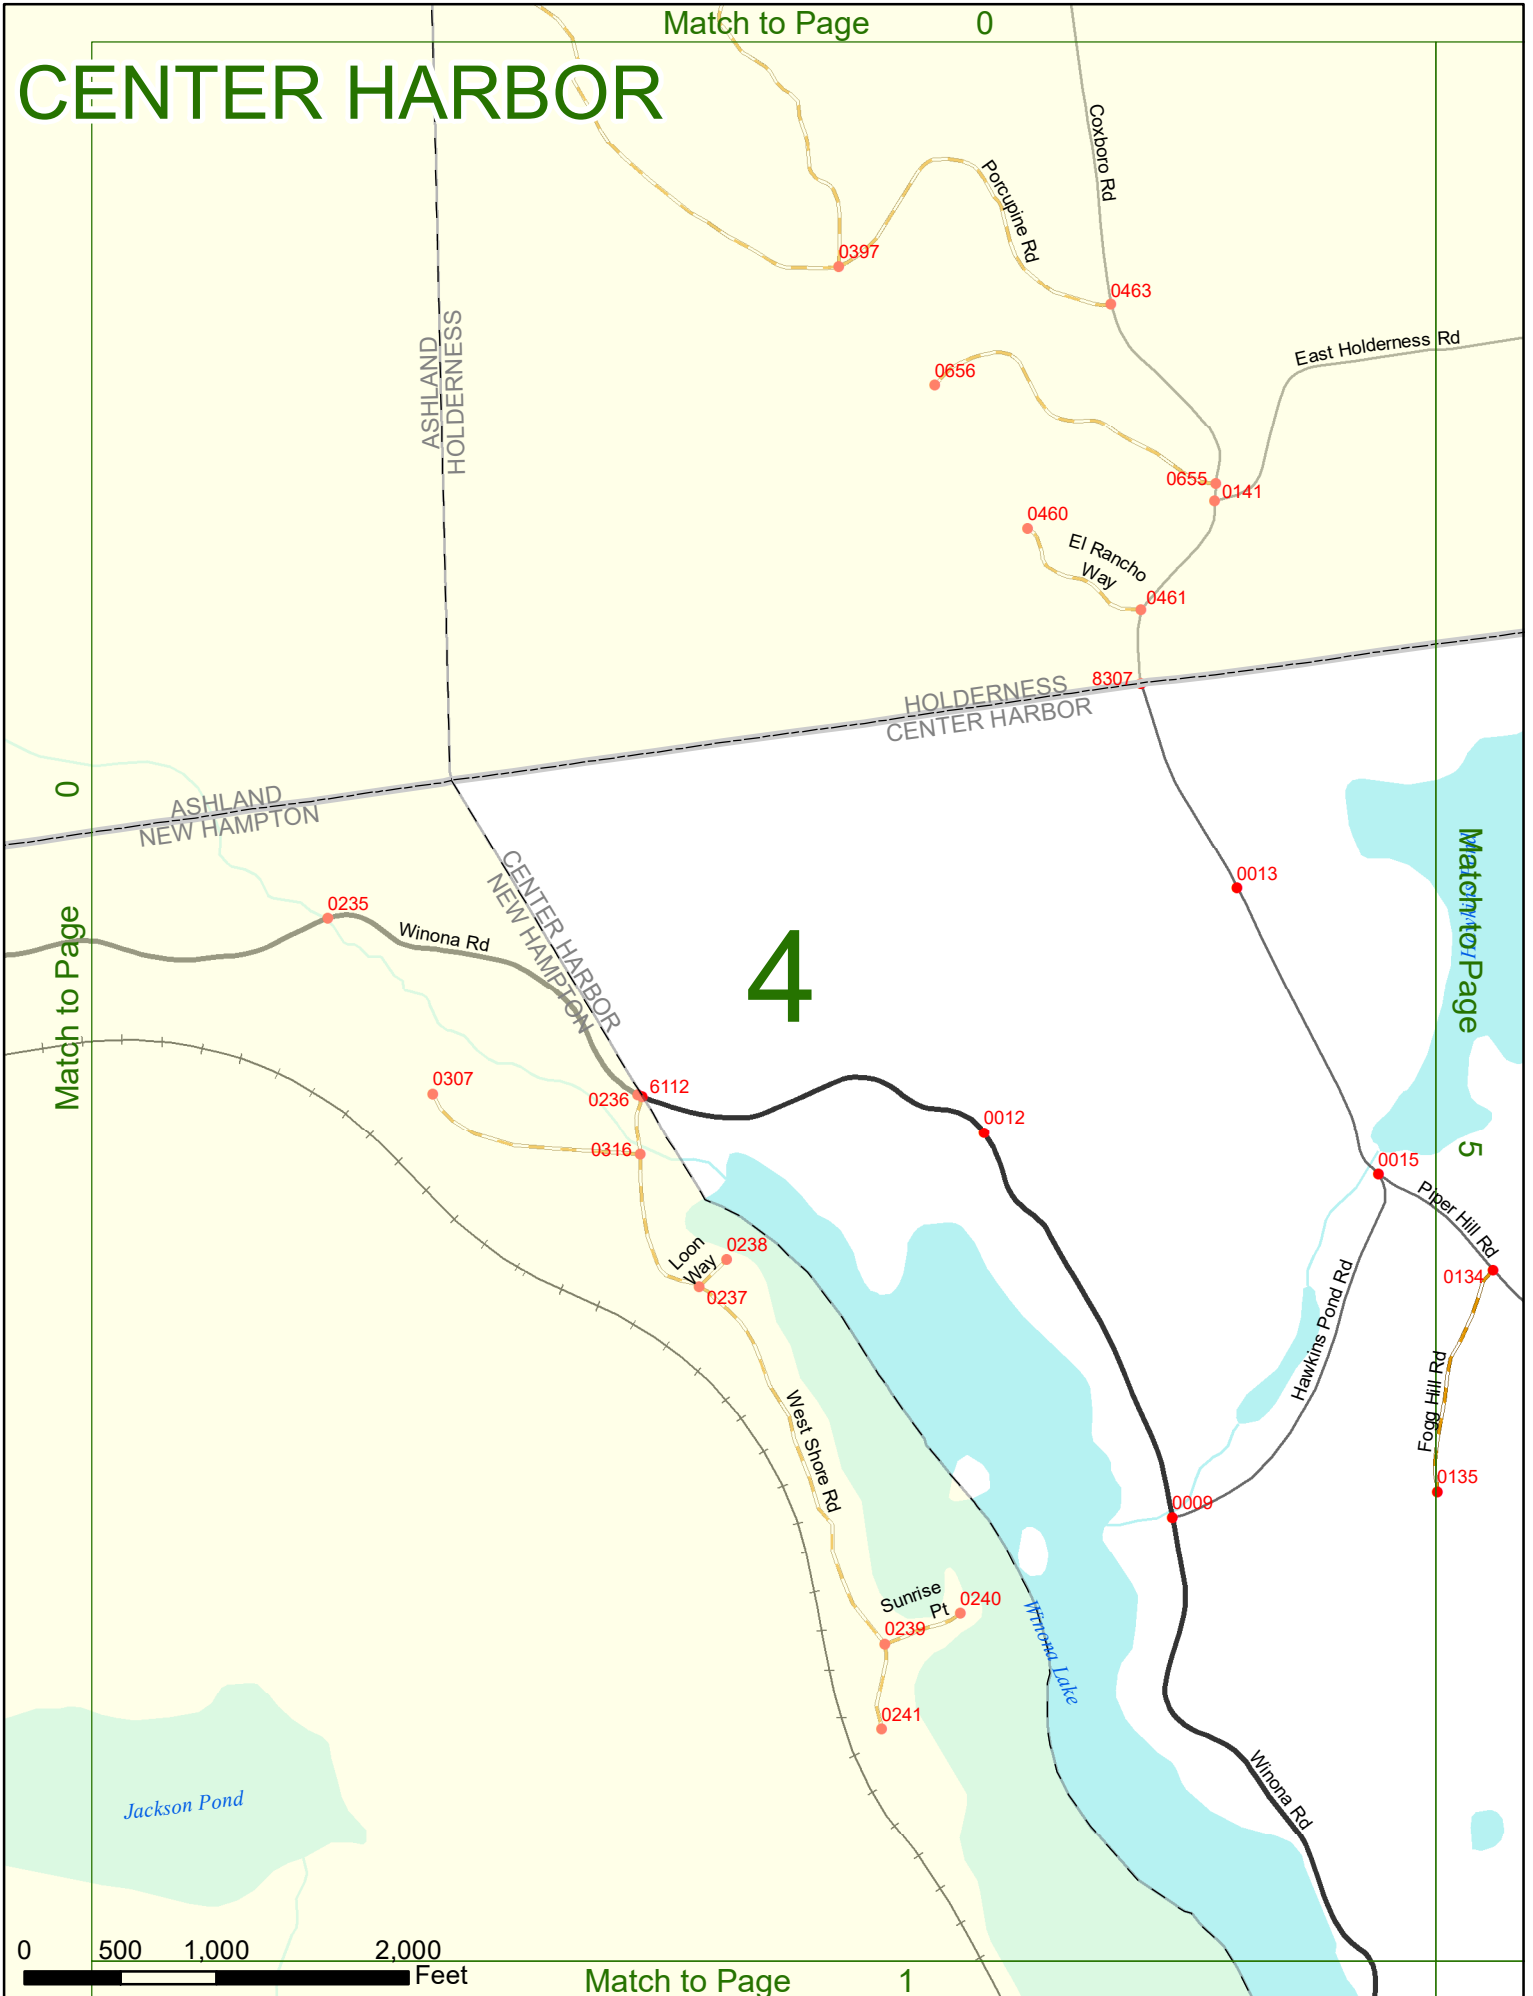 Match to Page 0
CENTER HARBOR
Coxboro Rd
Porcupine Rd
0397
0463
ASHLAND
HOLDERNESS
East Holderness Rd
0656
0655
0141
0460
El Rancho
Way
0461
8307
HOLDERNESS
CENTER HARBOR
ASHLAND
NEW HAMPTON
0
Match to Page
CENTER HARBOR
NEW HAMPTON
0235
Winona Rd
4
0013
Match to Page
5
0307
0236
6112
0316
0012
0015
Piper Hill Rd
Loon
Way
0238
0237
0134
Hawkins Pond Rd
Fogg Hill Rd
West Shore Rd
0135
0009
Sunrise
Pt
0240
0239
Winona Lake
0241
Winona Rd
Jackson Pond
0 500 1,000 2,000
Feet
Match to Page 1